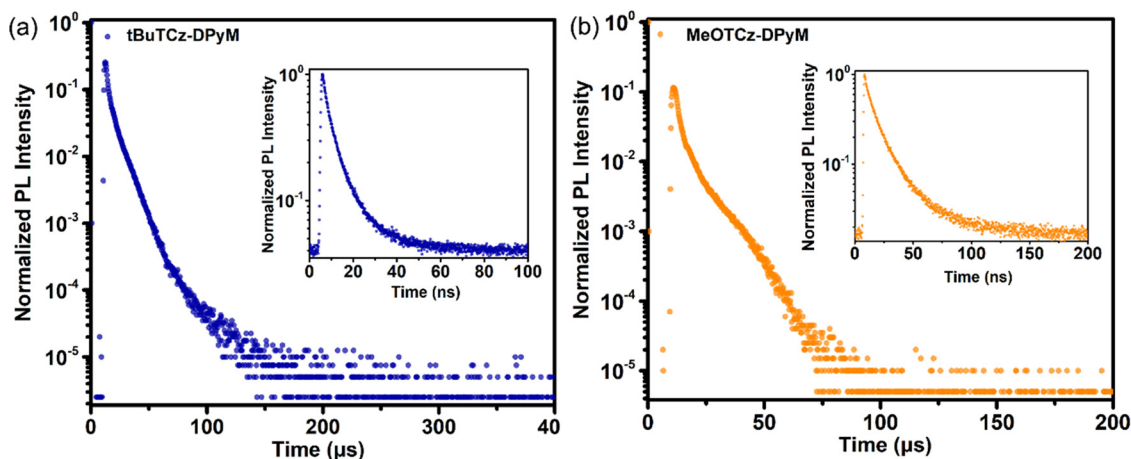 (a)
tBuTCz-DPyM
Normalized PL Intensity
10^0
10^-1
10^-2
10^-3
10^-4
10^-5
0 100 200 300 40
Time (µs)
Normalized PL Intensity
10^0
10^-1
0 20 40 60 80 100
Time (ns)
(b)
MeOTCz-DPyM
Normalized PL Intensity
10^0
10^-1
10^-2
10^-3
10^-4
10^-5
0 50 100 150 200
Time (µs)
Normalized PL Intensity
10^0
10^-1
0 50 100 150 200
Time (ns)